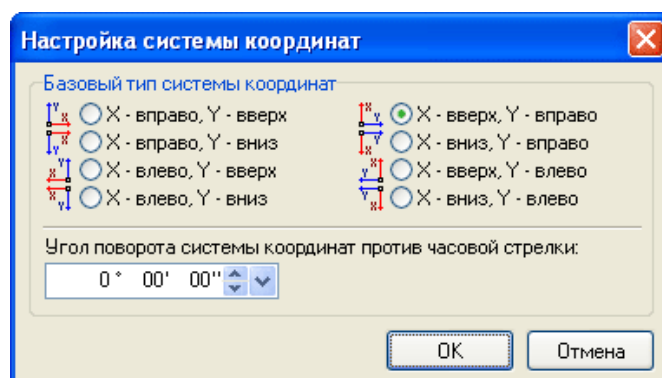 Настройка системы координат
Базовый тип системы координат
X - вправо, Y - вверх
X - вправо, Y - вниз
X - влево, Y - вверх
X - влево, Y - вниз
X - вверх, Y - вправо
X - вниз, Y - вправо
X - вверх, Y - влево
X - вниз, Y - влево
Угол поворота системы координат против часовой стрелки:
0 ° 00' 00''
OK
Отмена